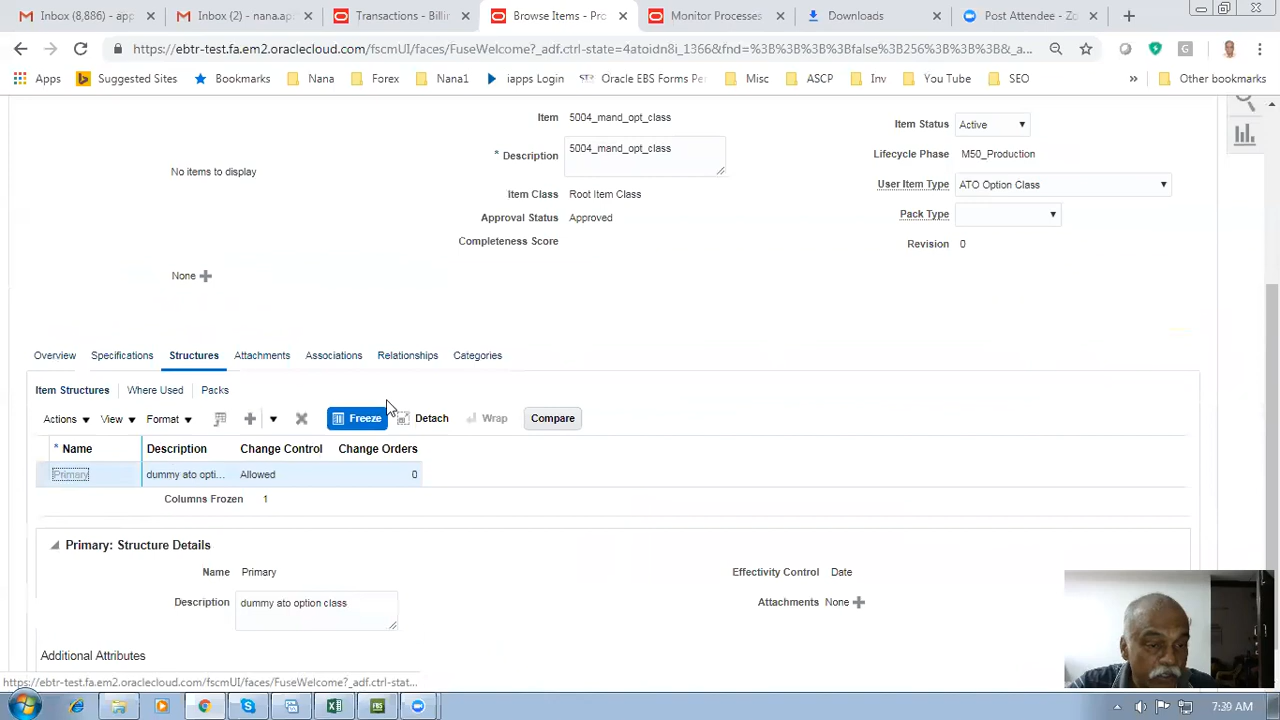 Inbox (8,886) - app
Inbox (2) - nana.ap
Transactions - Billin
Browse Items - Pro
Monitor Processe
Downloads
Post Attendee - Zo
https://ebtr-test.fa.em2.oraclecloud.com/fscmUI/faces/FuseWelcome?_adf.ctrl-state=4atoidn8i_1366&fnd=%3B%3B%3B%3Bfalse%3B256%3B%3B%3B&_a...
Apps
Suggested Sites
Bookmarks
Nana
Forex
Nana1
iapps Login
Oracle EBS Forms Pe
Misc
ASCP
Inv
You Tube
SEO
Other bookmarks
Item 5004_mand_opt_class
Item Status Active
* Description 5004_mand_opt_class
Lifecycle Phase M50_Production
No items to display
User Item Type ATO Option Class
Item Class Root Item Class
Approval Status Approved
Pack Type
Completeness Score
Revision 0
None
Overview Specifications Structures Attachments Associations Relationships Categories
Item Structures Where Used Packs
Actions View Format Freeze Detach Wrap Compare
* Name Description Change Control Change Orders
Primary dummy ato opti... Allowed 0
Columns Frozen 1
Primary: Structure Details
Name Primary
Effectivity Control Date
Description dummy ato option class
Attachments None
Additional Attributes
https://ebtr-test.fa.em2.oraclecloud.com/fscmUI/faces/FuseWelcome?_adf.ctrl-stat...
7:39 AM